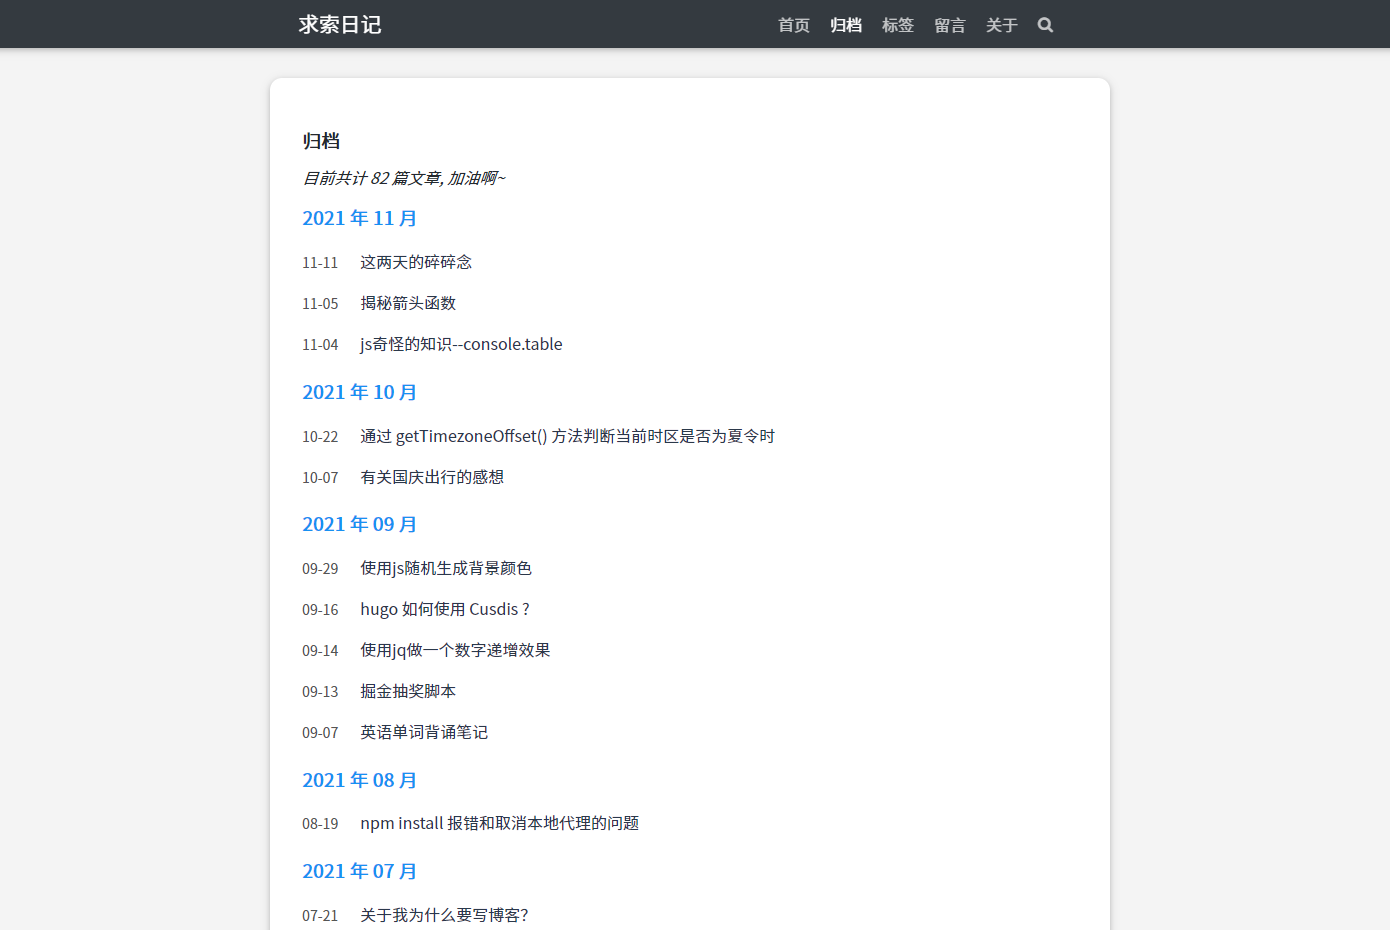 求索日记
首页 归档 标签 留言 关于
归档
目前共计 82 篇文章, 加油啊~
2021 年 11 月
11-11 这两天的碎碎念
11-05 揭秘箭头函数
11-04 js奇怪的知识--console.table
2021 年 10 月
10-22 通过 getTimezoneOffset() 方法判断当前时区是否为夏令时
10-07 有关国庆出行的感想
2021 年 09 月
09-29 使用js随机生成背景颜色
09-16 hugo 如何使用 Cusdis ?
09-14 使用jq做一个数字递增效果
09-13 掘金抽奖脚本
09-07 英语单词背诵笔记
2021 年 08 月
08-19 npm install 报错和取消本地代理的问题
2021 年 07 月
07-21 关于我为什么要写博客？